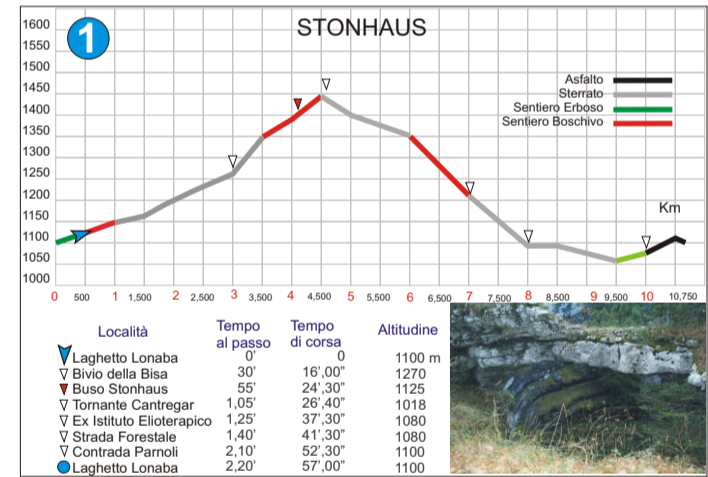 STONHAUS
1
1600
1550
1500
1450
1400
1350
1300
1250
1200
1150
1100
1050
1000
Asfalto
Sterrato
Sentiero Erboso
Sentiero Boschivo
Km
0 500 1 1,500 2 2,500 3 3,500 4 4,500 5 5,500 6 6,500 7 7,500 8 8,500 9 9,500 10 10,750
Località Tempo al passo Tempo di corsa Altitudine
Laghetto Lonaba 0' 0 1100 m
Bivio della Bisa 30' 16',00" 1270
Buso Stonhaus 55' 24',30" 1125
Tornante Cantregar 1,05' 26',40" 1018
Ex Istituto Elioterapico 1,25' 37',30" 1080
Strada Forestale 1,40' 41',30" 1080
Contrada Parnoli 2,10' 52',30" 1100
Laghetto Lonaba 2,20' 57',00" 1100